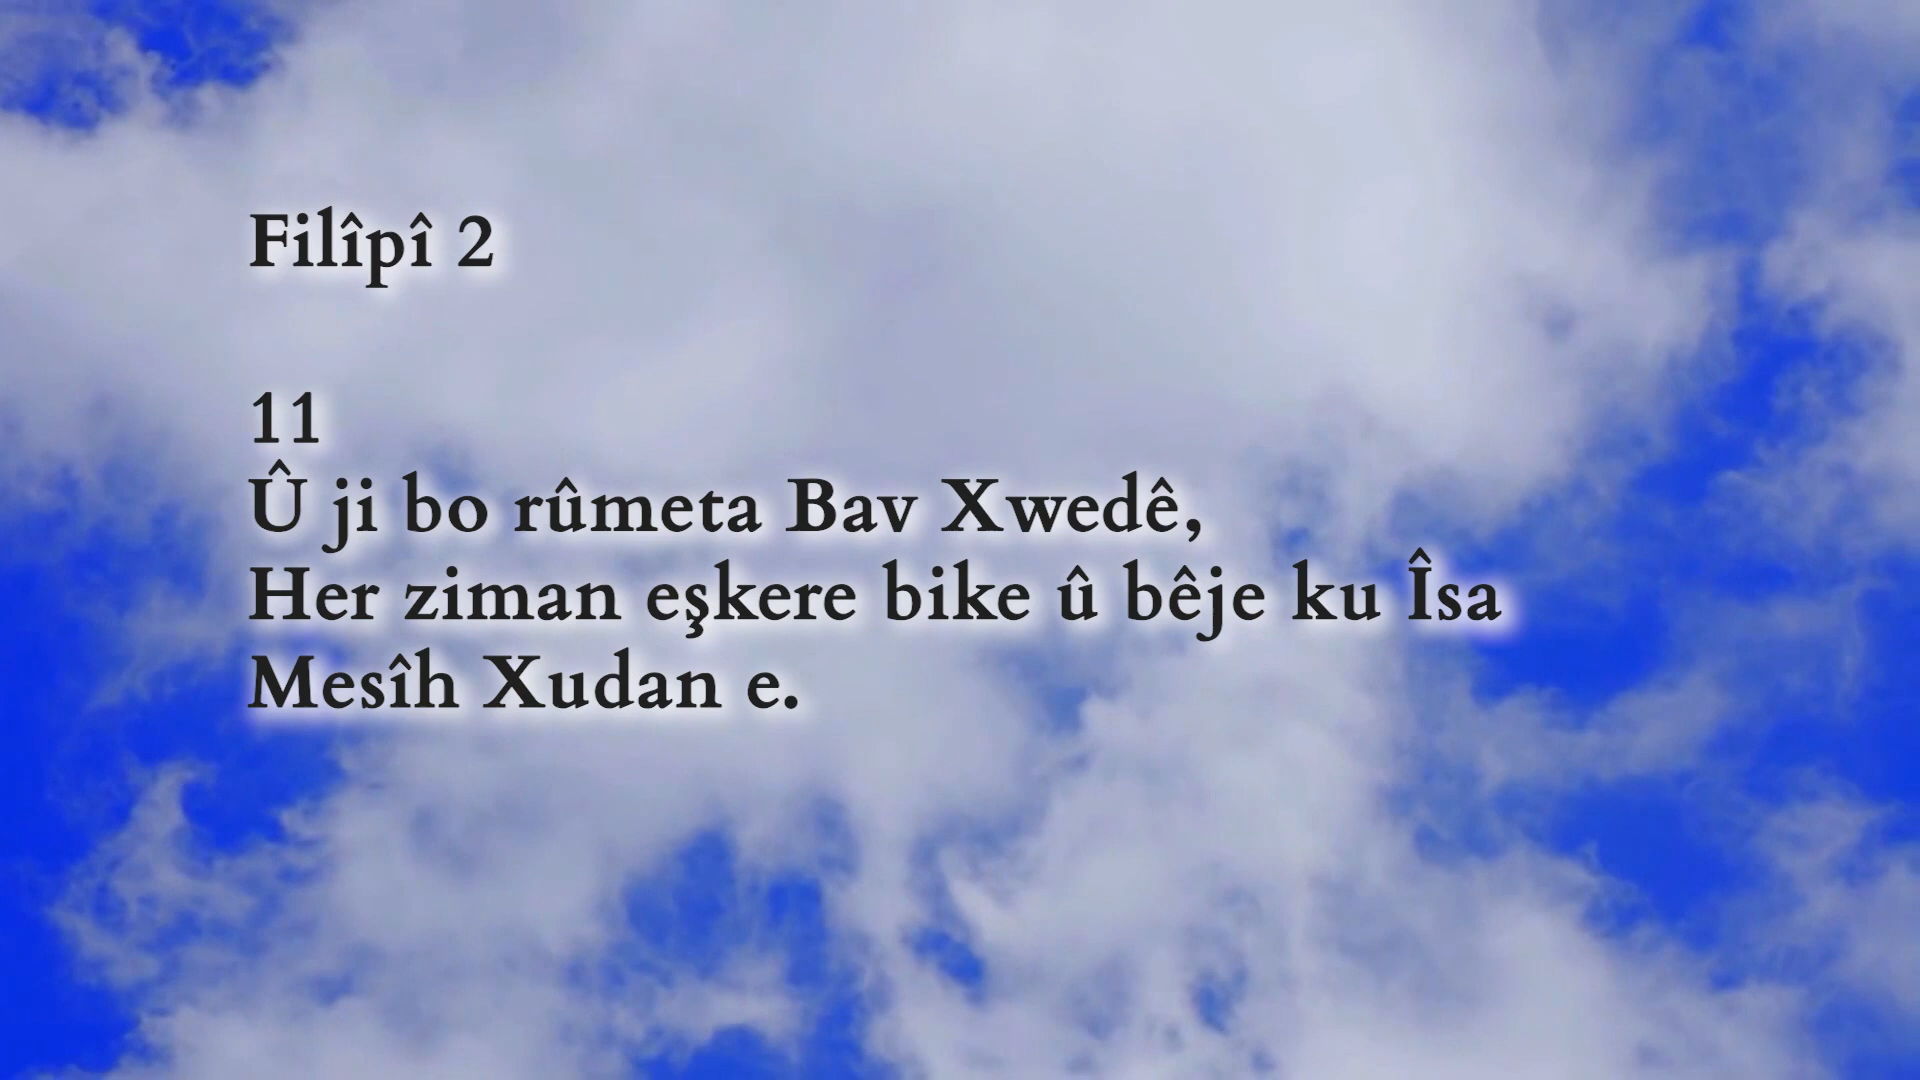 Filîpî 2
11
Û ji bo rûmeta Bav Xwedê,
Her ziman eşkere bike û bêje ku Îsa
Mesîh Xudan e.